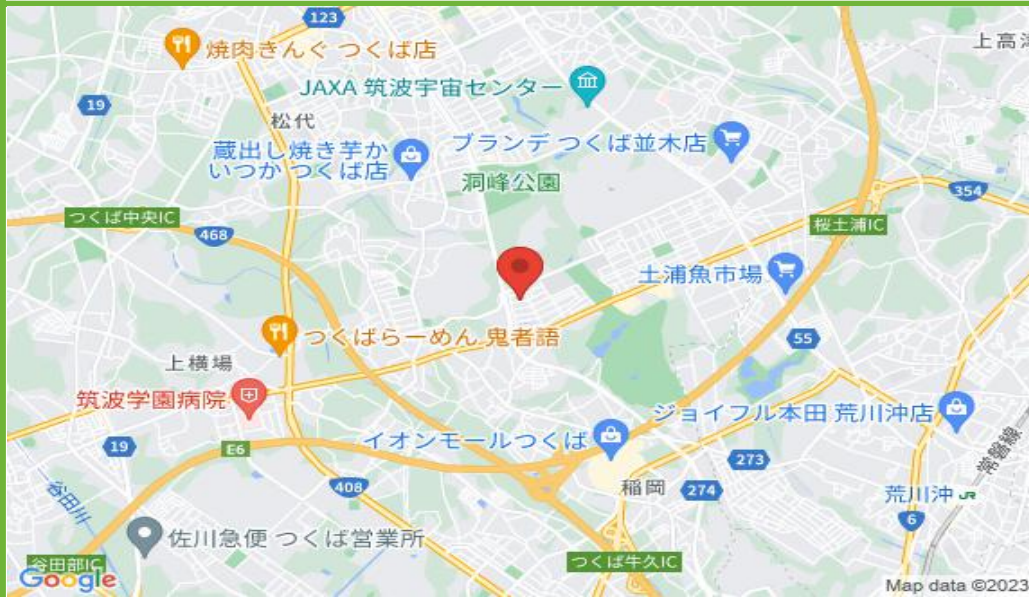 123
焼肉きんぐ つくば店
上高津
JAXA 筑波宇宙センター
19
松代
蔵出し焼き芋か
いつか つくば店
ブランデ つくば並木店
洞峰公園
354
つくば中央IC
468
桜土浦IC
土浦魚市場
つくばらーめん 鬼者語
55
上横場
筑波学園病院
ジョイフル本田 荒川沖店
イオンモールつくば
19
E6
273
常磐線
408
稲岡
274
荒川沖 JR
谷田川
6
佐川急便 つくば営業所
谷田部IC
つくば牛久IC
Google
Map data ©2023